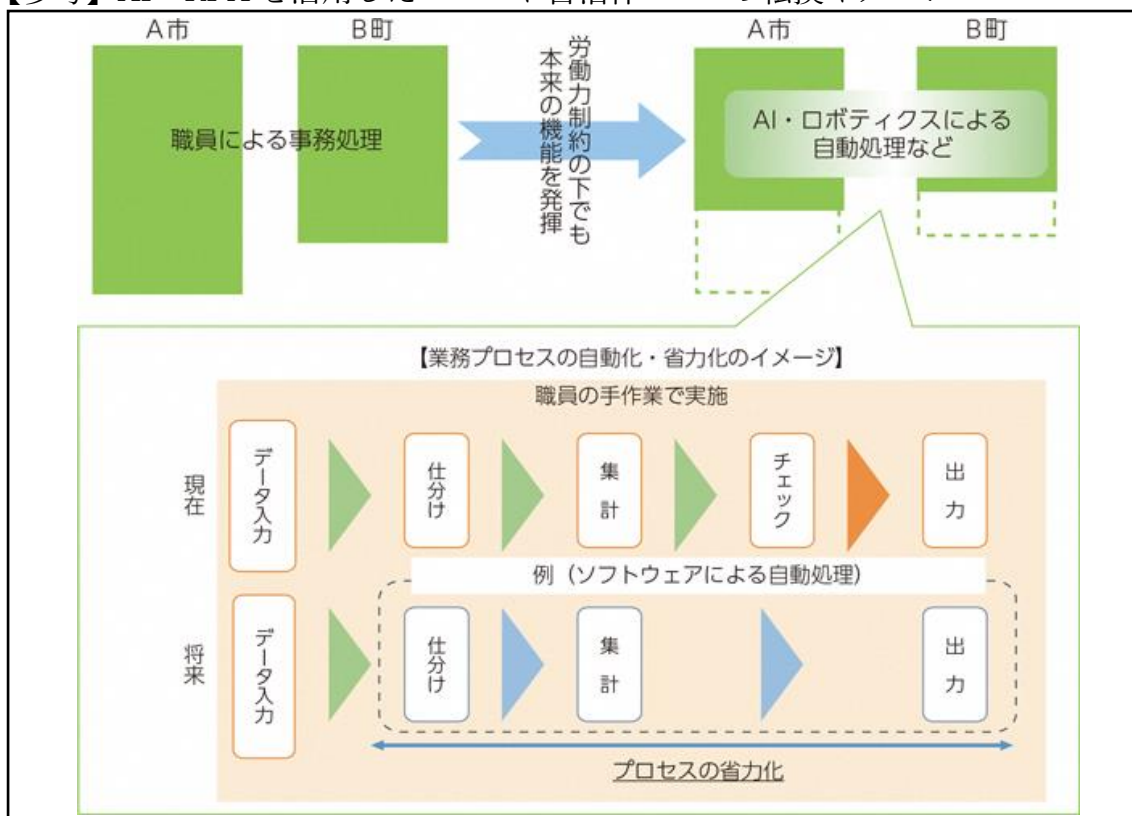 A市
B町
職員による事務処理
労働力制約の下でも
本来の機能を発揮
A市
B町
AI・ロボティクスによる
自動処理など
【業務プロセスの自動化・省力化のイメージ】
職員の手作業で実施
現在
データ入力
仕分け
集計
チェック
出力
例（ソフトウェアによる自動処理）
将来
データ入力
仕分け
集計
出力
プロセスの省力化